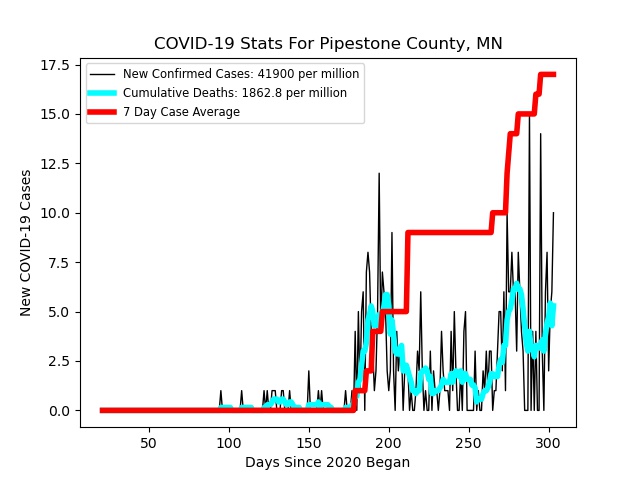 COVID-19 Stats For Pipestone County, MN
New Confirmed Cases: 41900 per million
Cumulative Deaths: 1862.8 per million
7 Day Case Average
17.5
15.0
12.5
10.0
7.5
5.0
2.5
0.0
New COVID-19 Cases
50 100 150 200 250 300
Days Since 2020 Began